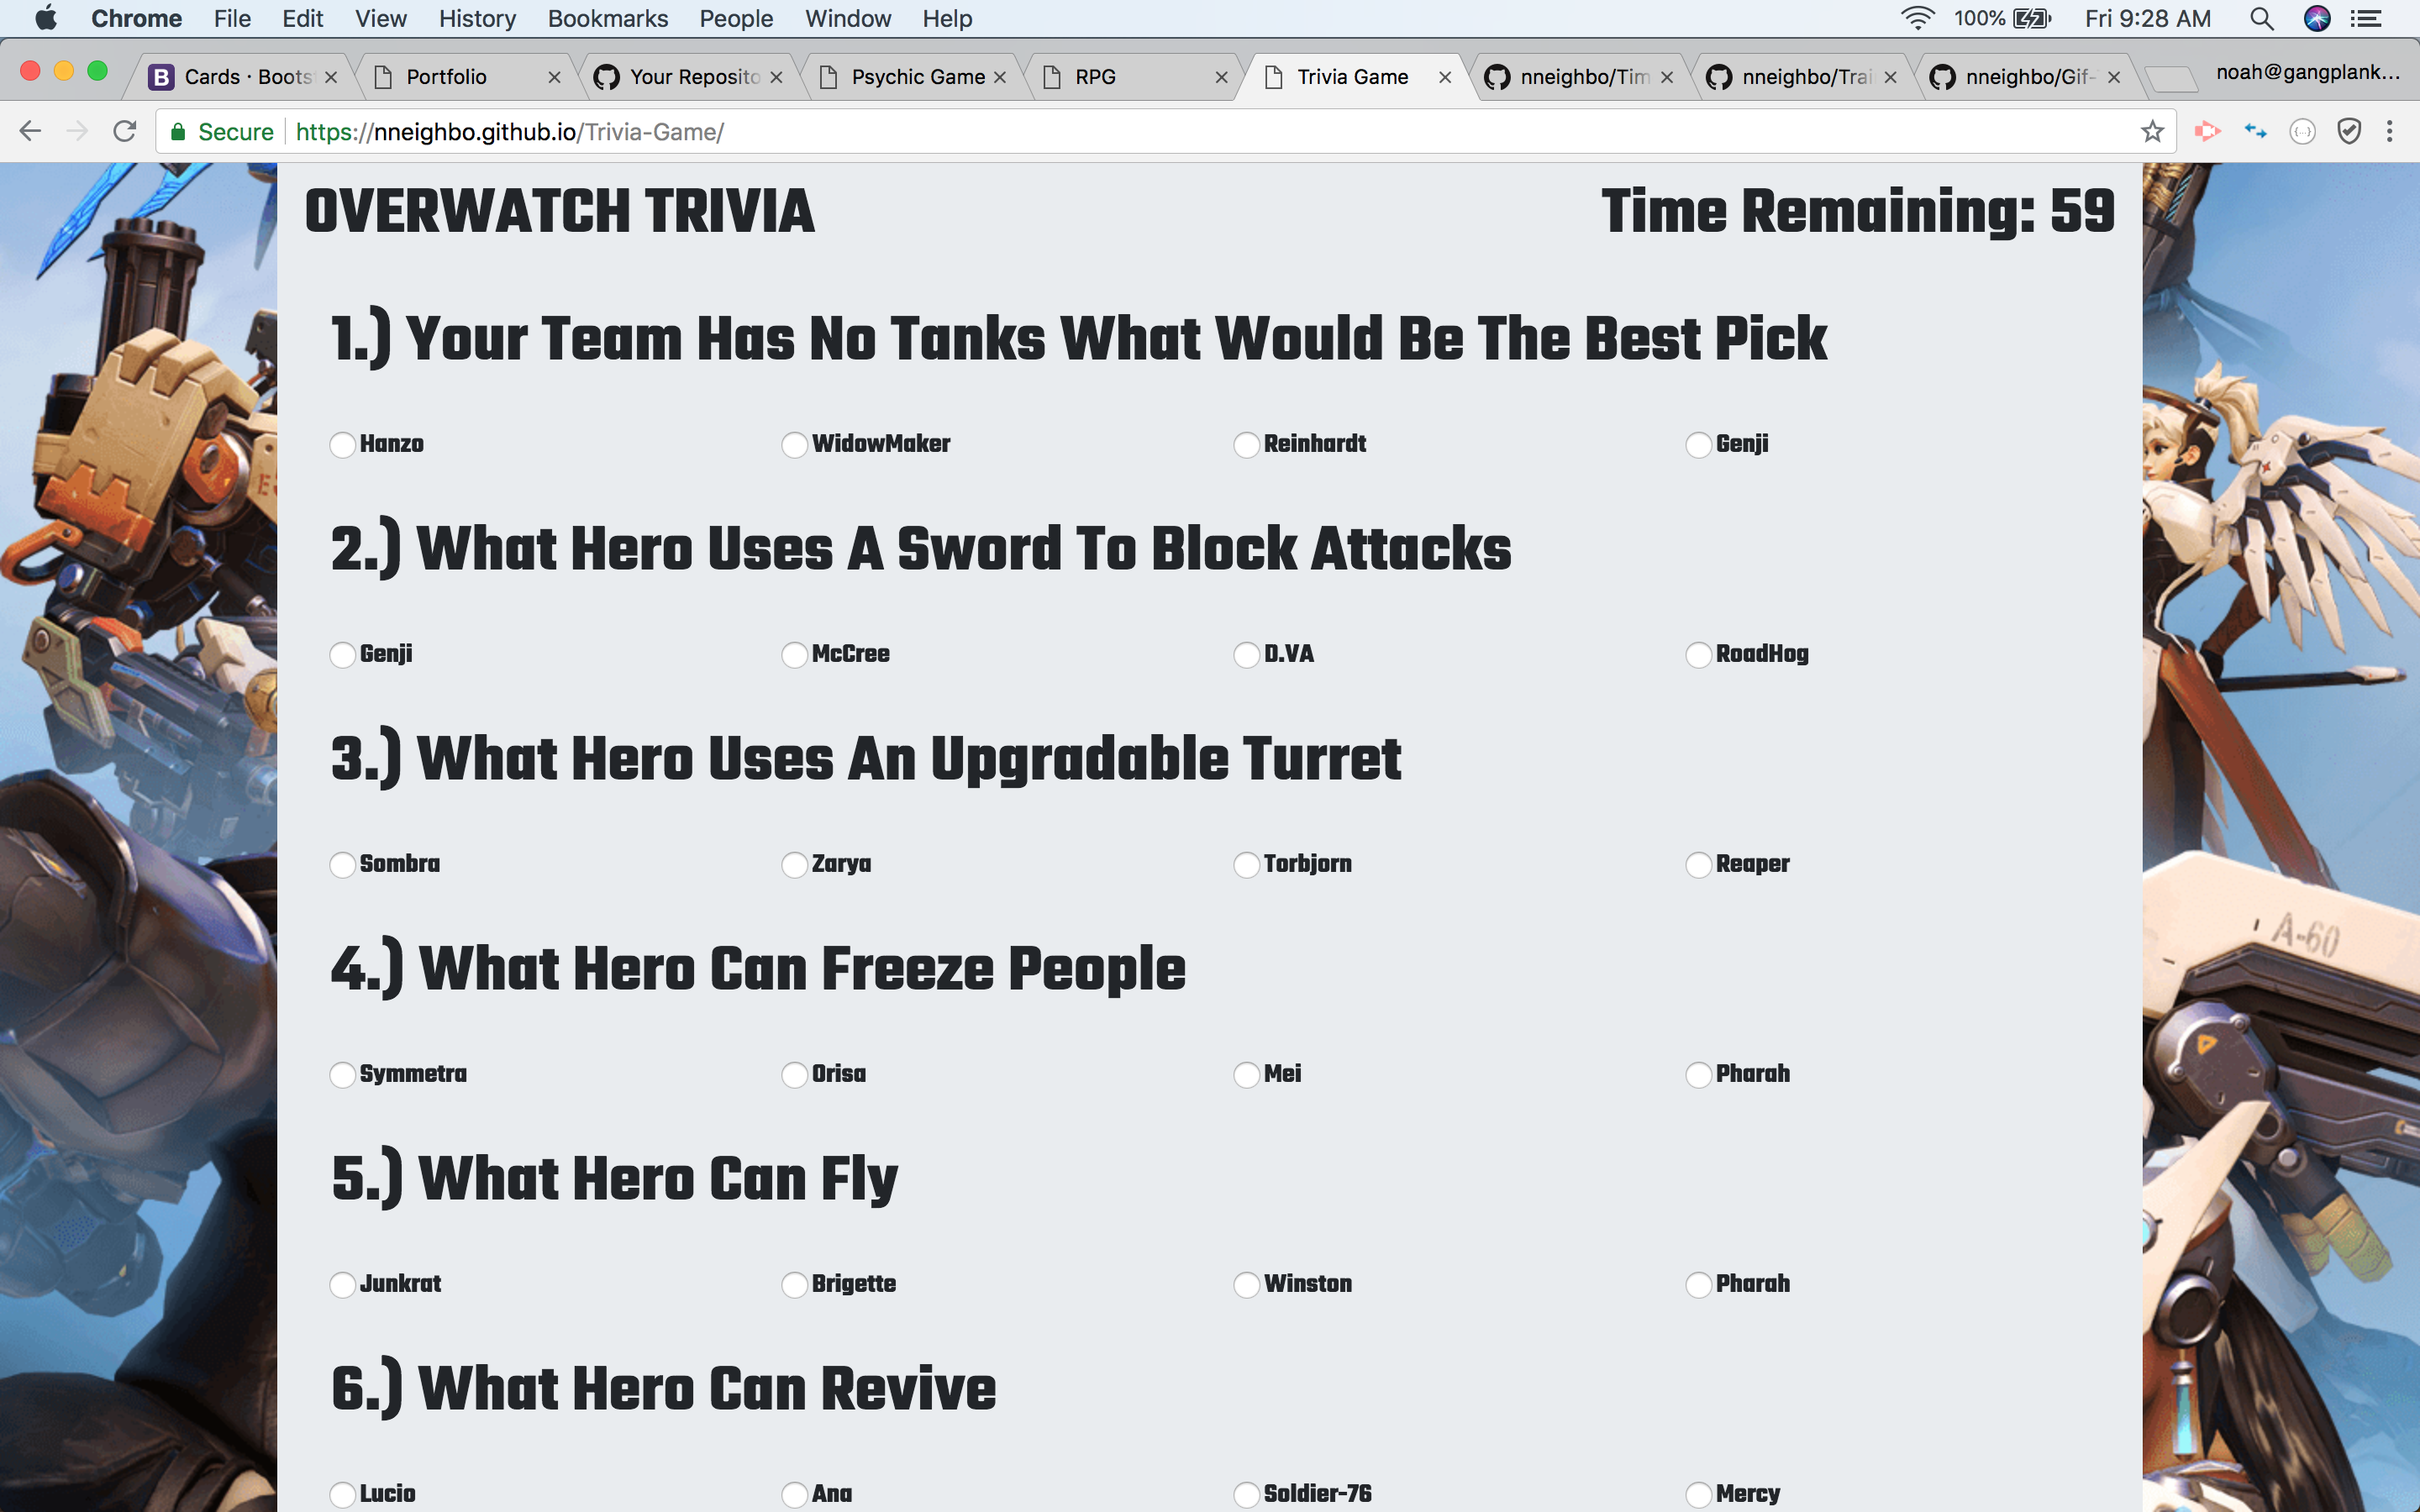 Chrome File Edit View History Bookmarks People Window Help 100% Fri 9:28 AM
B Cards · Boots Portfolio Your Reposito Psychic Game RPG Trivia Game nneighbo/Tim nneighbo/Trai nneighbo/Gif- noah@gangplank...
Secure https://nneighbo.github.io/Trivia-Game/
OVERWATCH TRIVIA Time Remaining: 59
1.) Your Team Has No Tanks What Would Be The Best Pick
Hanzo WidowMaker Reinhardt Genji
2.) What Hero Uses A Sword To Block Attacks
Genji McCree D.VA RoadHog
3.) What Hero Uses An Upgradable Turret
Sombra Zarya Torbjorn Reaper
4.) What Hero Can Freeze People
A-60
Symmetra Orisa Mei Pharah
5.) What Hero Can Fly
Junkrat Brigette Winston Pharah
6.) What Hero Can Revive
Lucio Ana Soldier-76 Mercy